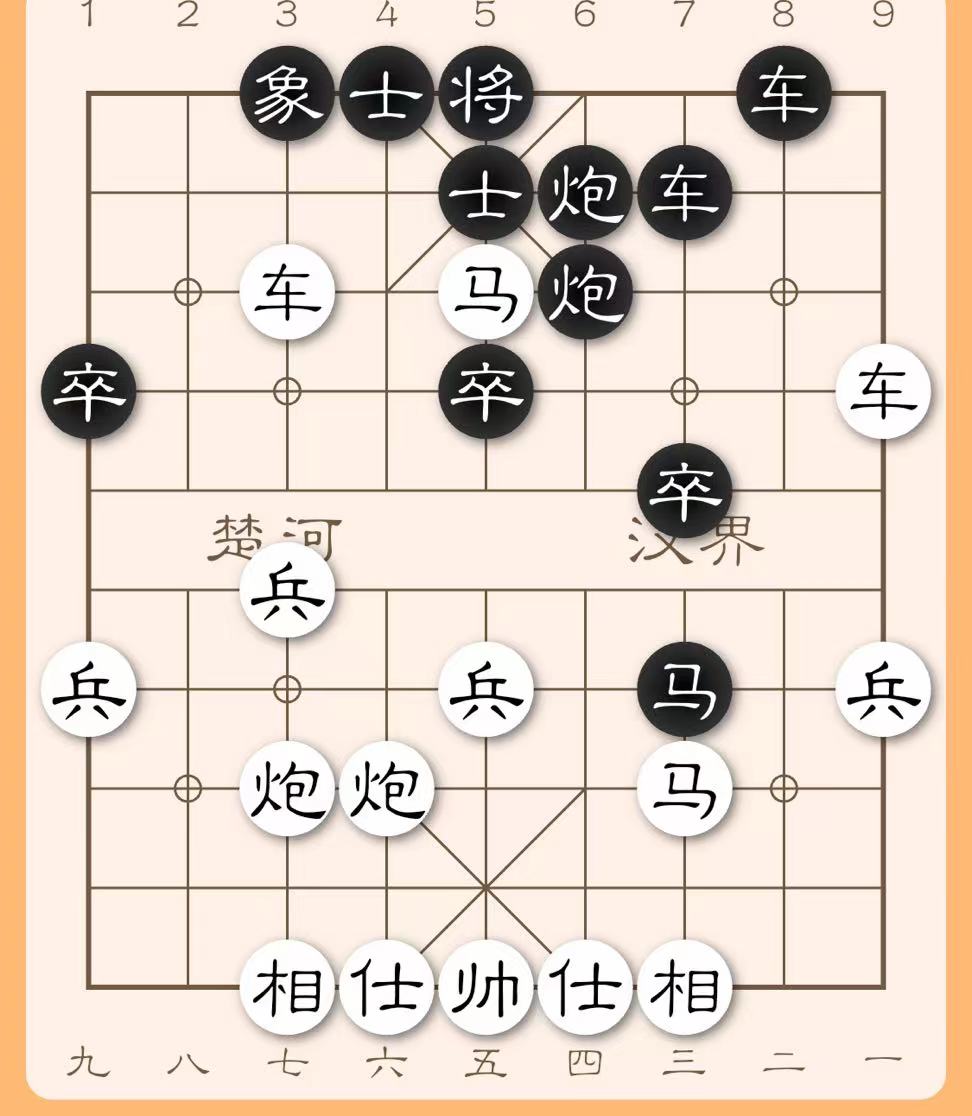 1 2 3 4 5 6 7 8 9
象 士 将 车
士 炮 车
车 马 炮
卒 卒 车
卒
楚河 汉界
兵
兵 兵 马 兵
炮 炮 马
相 仕 帅 仕 相
九 八 七 六 五 四 三 二 一